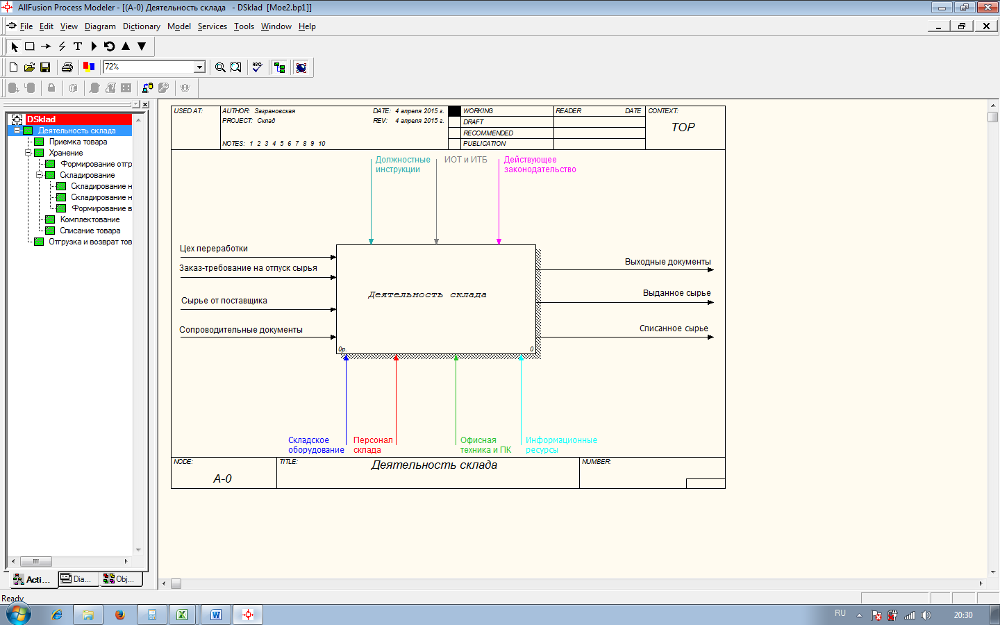 AllFusion Process Modeler - [(A-0) Деятельность склада - DSklad [Moe2.bp1]]
File Edit View Diagram Dictionary Model Services Tools Window Help
T
72%
ABC
DSklad
Деятельность склада
Приемка товара
Хранение
Формирование отгр
Складирование
Складирование н
Складирование н
Формирование в
Комплектование
Списание товара
Отгрузка и возврат тов
Acti... Dia... Obj...
USED AT: AUTHOR: Заграновская DATE: 4 апреля 2015 г. WORKING READER DATE CONTEXT:
PROJECT: Склад REV: 4 апреля 2015 г. DRAFT
RECOMMENDED
NOTES: 1 2 3 4 5 6 7 8 9 10 PUBLICATION
TOP
Должностные
инструкции
ИОТ и ИТБ
Действующее
законодательство
Цех переработки
Заказ-требование на отпуск сырья
Сырье от поставщика
Сопроводительные документы
Деятельность склада
0р. 0
Выходные документы
Выданное сырье
Списанное сырье
Складское
оборудование
Персонал
склада
Офисная
техника и ПК
Информационные
ресурсы
NODE: TITLE: NUMBER:
A-0
Деятельность склада
Ready
RU 20:30